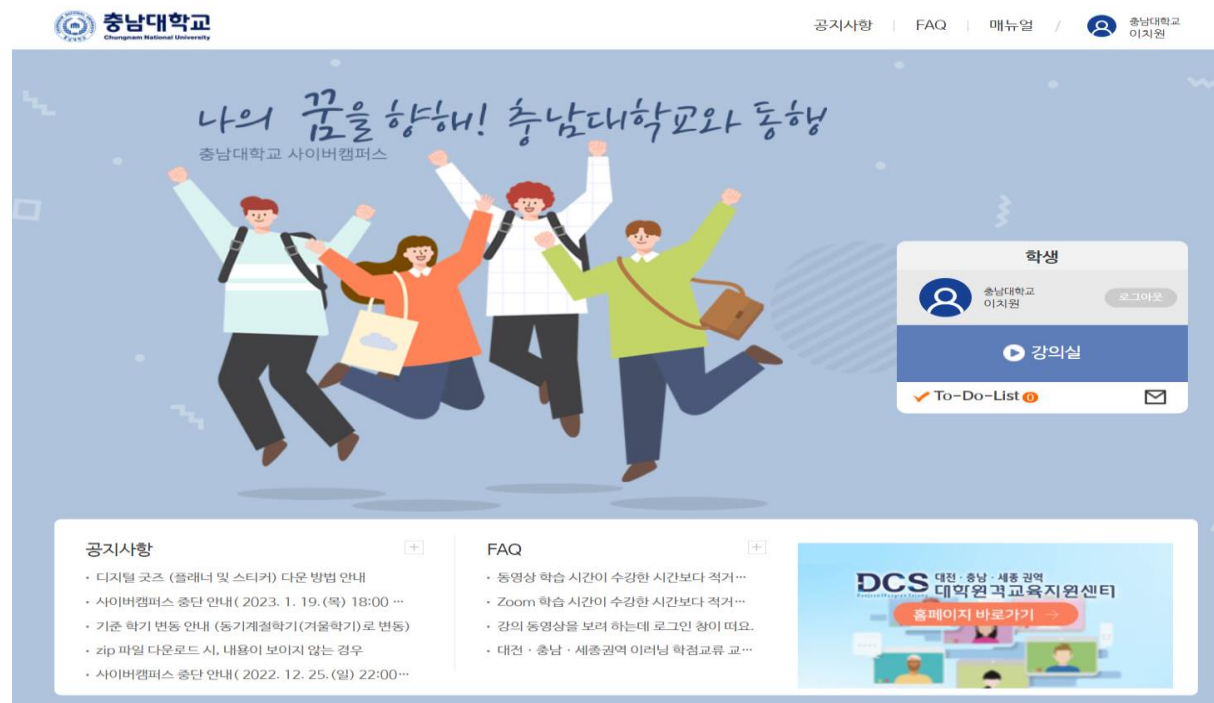 충남대학교
Chungnam National University
공지사항
FAQ
매뉴얼
/
충남대학교
이치원
나의 꿈을 향해! 충남대학교와 동행
충남대학교 사이버캠퍼스
학생
충남대학교
이치원
로그아웃
강의실
To-Do-List 0
공지사항
· 디지털 굿즈 (플래너 및 스티커) 다운 방법 안내
· 사이버캠퍼스 중단 안내( 2023. 1. 19.(목) 18:00 …
· 기준 학기 변동 안내 (동기계절학기(겨울학기)로 변동)
· zip 파일 다운로드 시, 내용이 보이지 않는 경우
· 사이버캠퍼스 중단 안내( 2022. 12. 25.(일) 22:00…
FAQ
· 동영상 학습 시간이 수강한 시간보다 적거…
· Zoom 학습 시간이 수강한 시간보다 적거…
· 강의 동영상을 보려 하는데 로그인 창이 떠요.
· 대전 · 충남 · 세종권역 이러닝 학점교류 교…
DCS 대전 · 충남 · 세종 권역
대학원격교육지원센터
홈페이지 바로가기 →